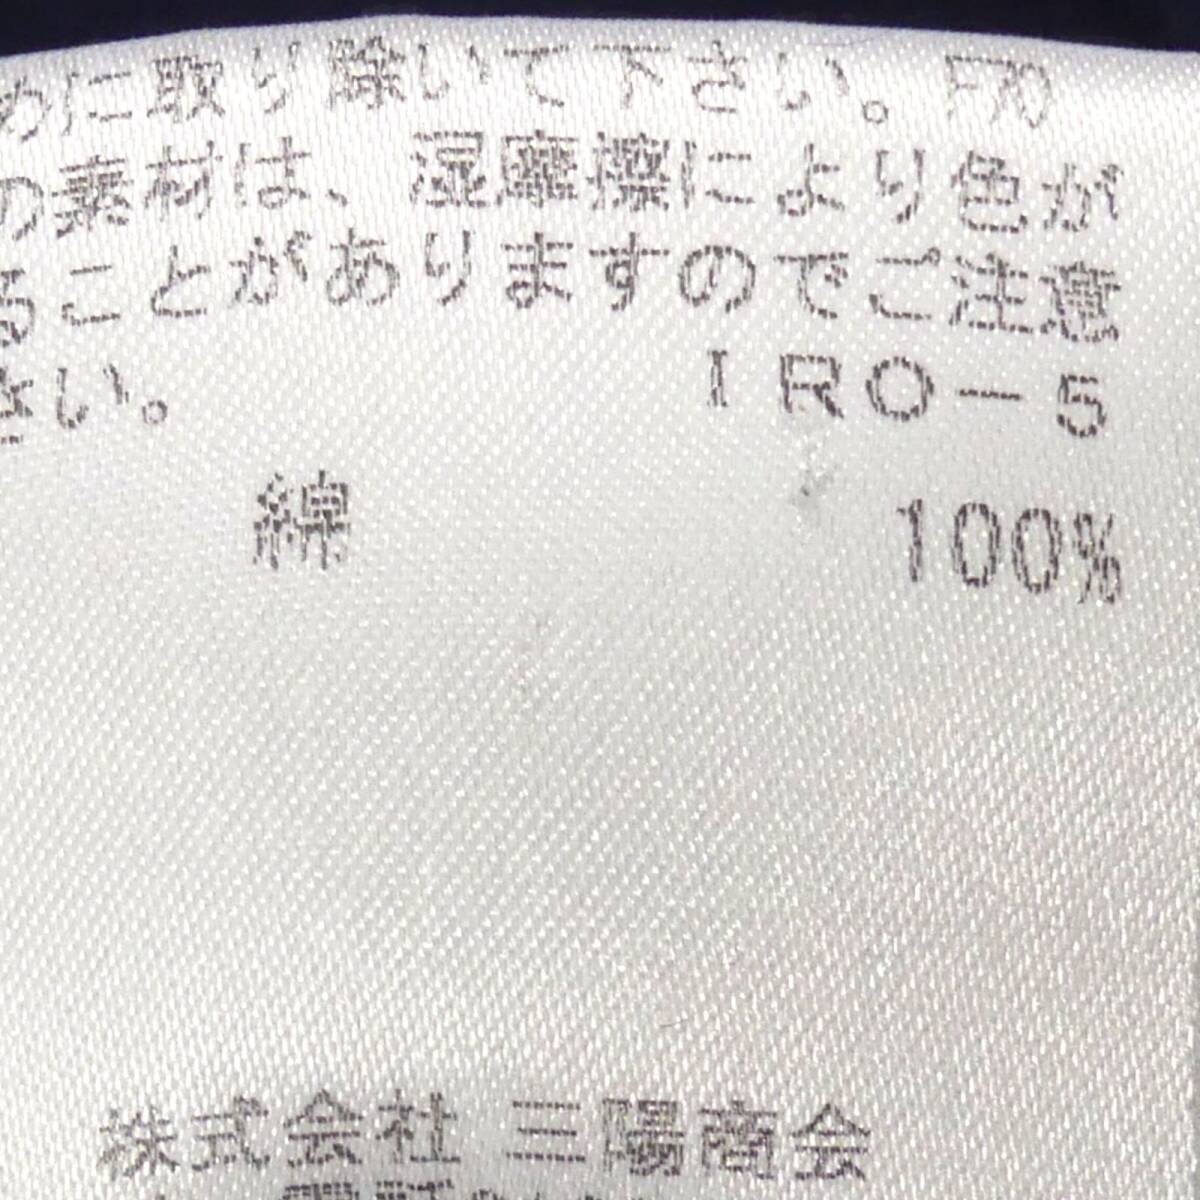 めに取り除いて下さい。F70
の素材は、湿摩擦により色が
ることがありますのでご注意
さい。 IRO-5
綿 100%
株式会社 三陽商会